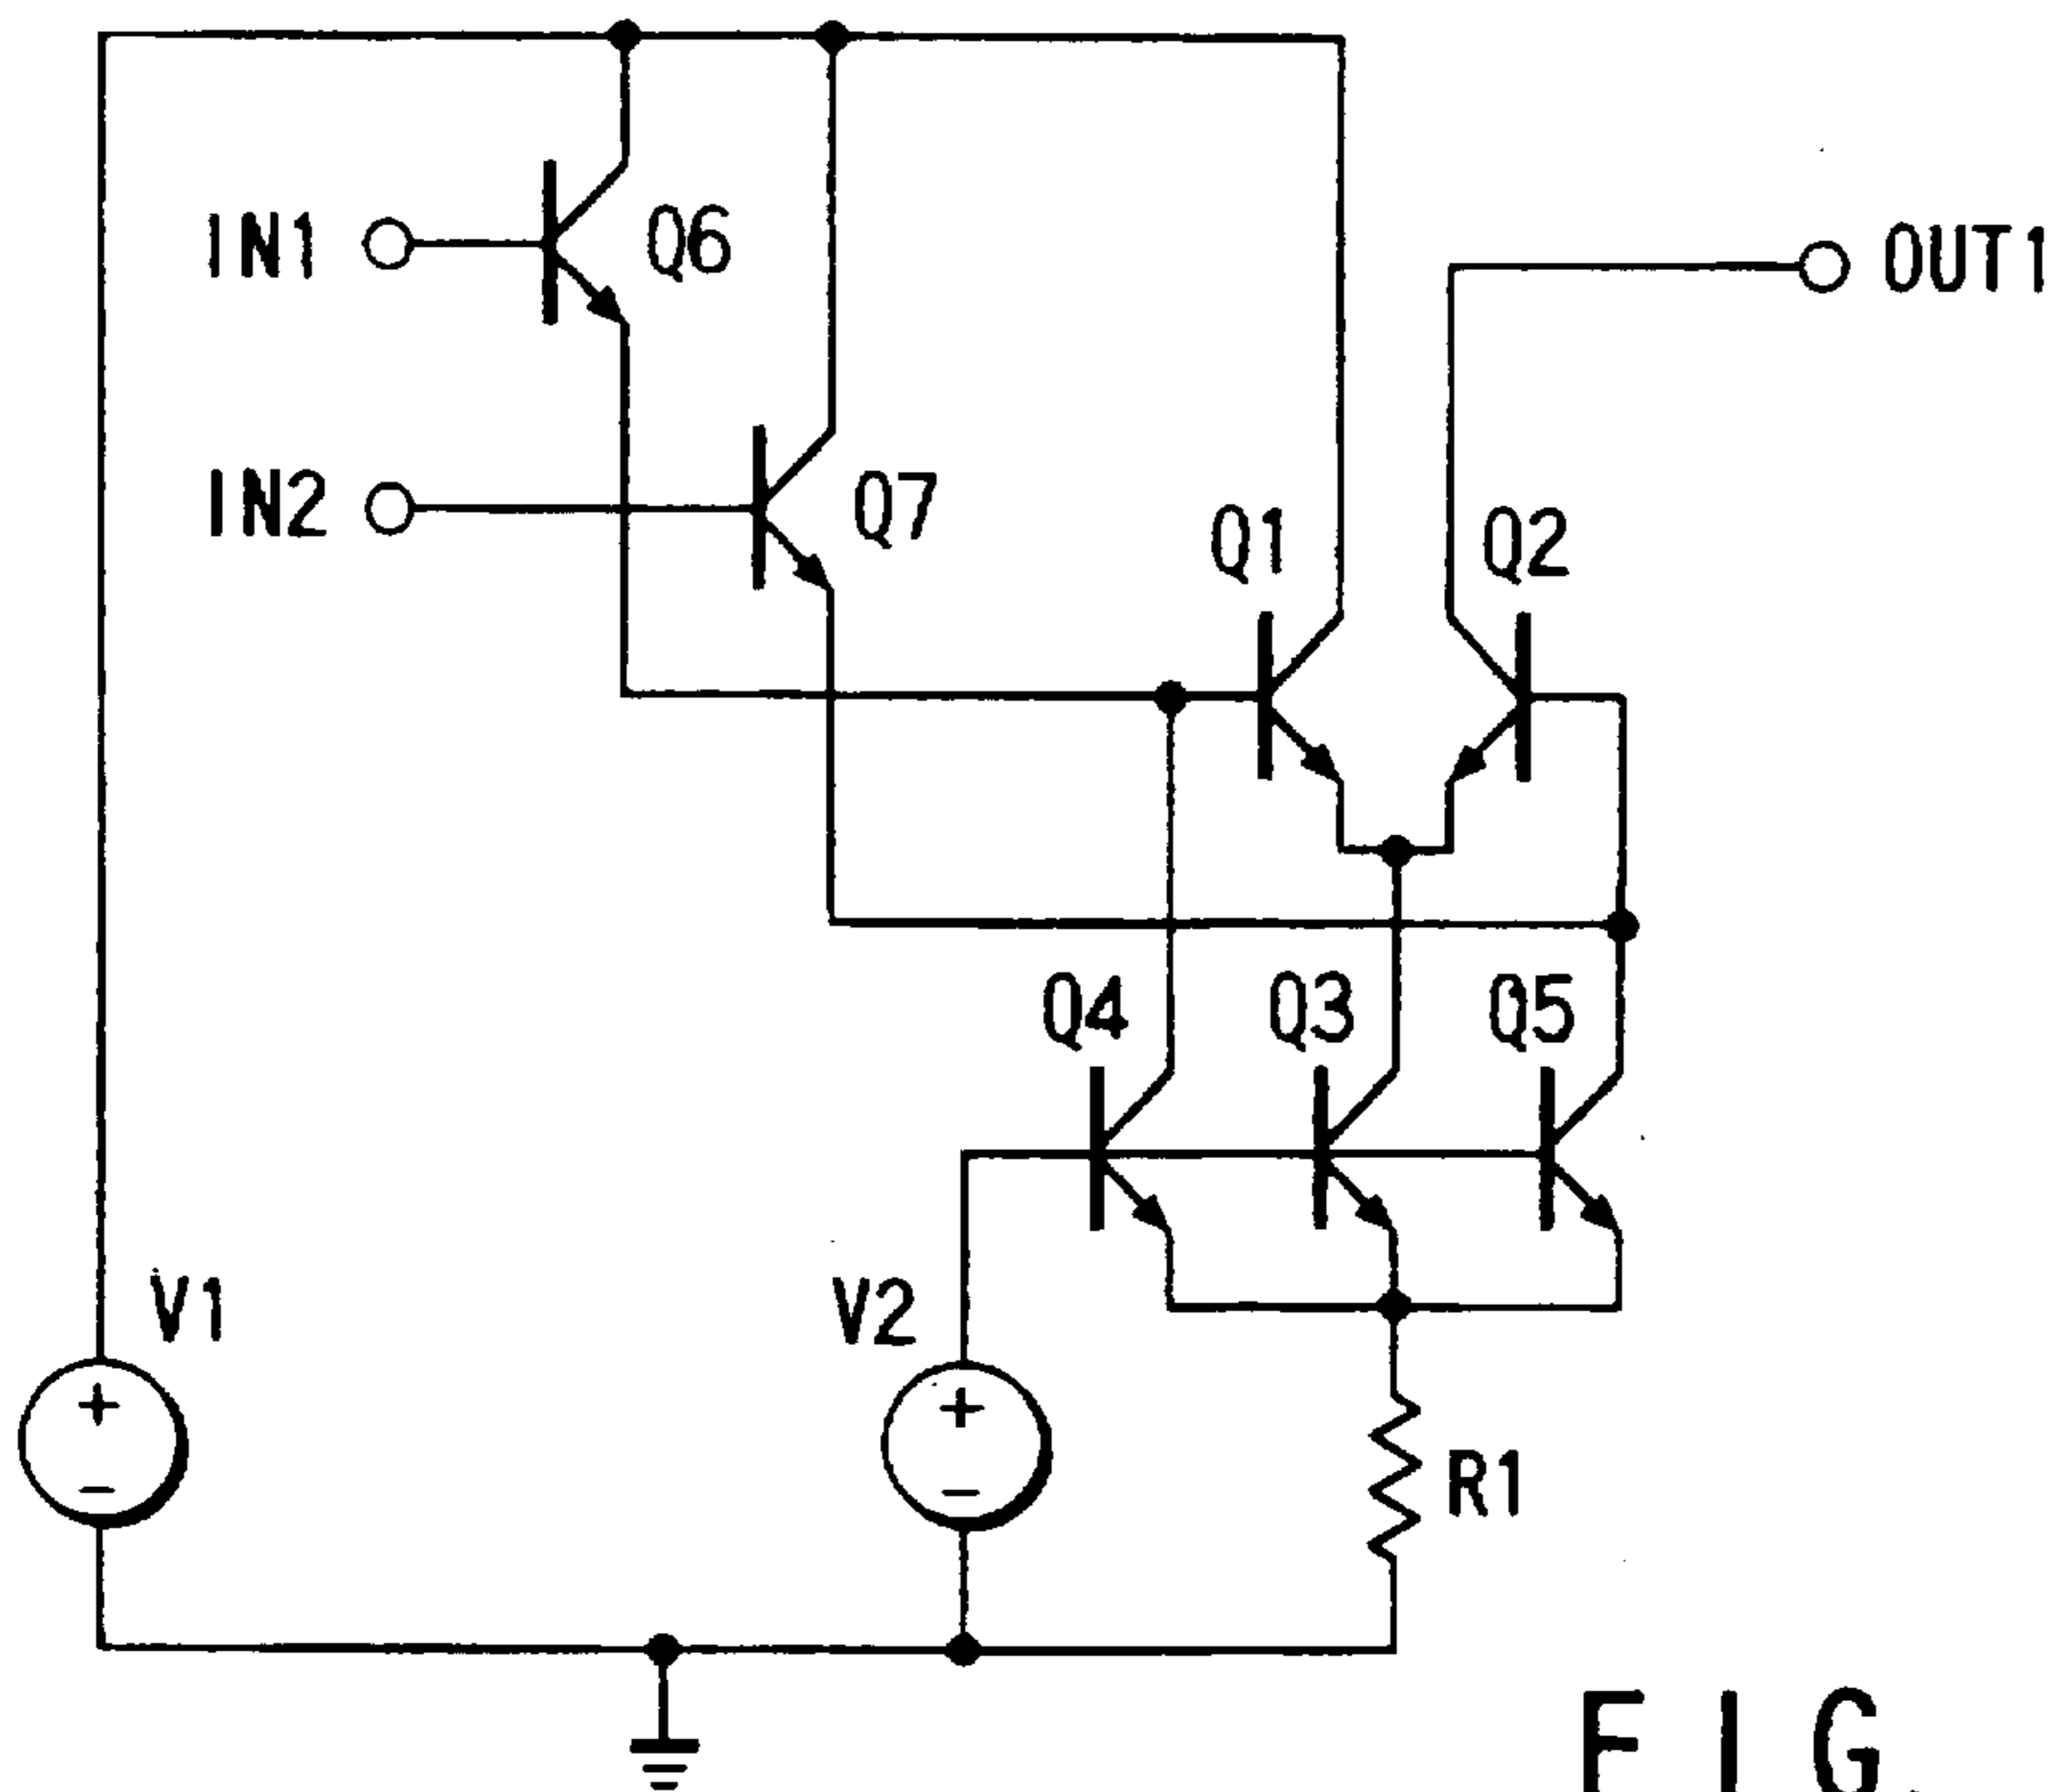 IN1
Q6
OUT1
IN2
Q7
Q1
Q2
Q4
Q3
Q5
V1
V2
+
−
+
−
R1
FIG.